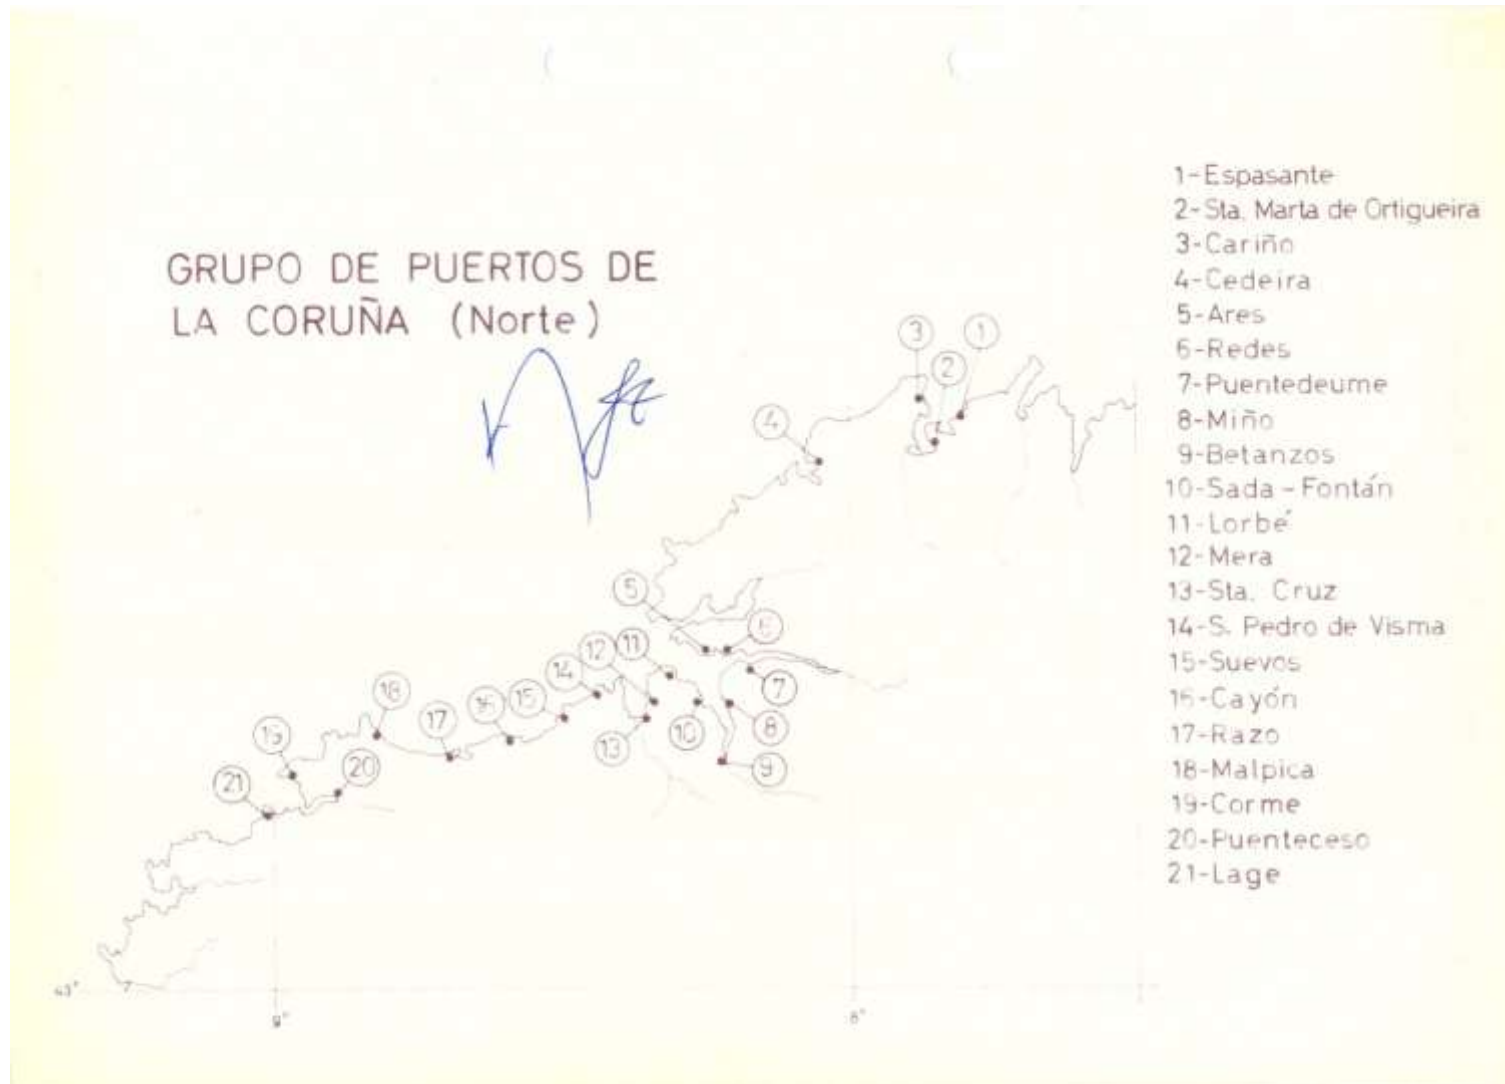 GRUPO DE PUERTOS DE
LA CORUÑA (Norte)
1-Espasante
2-Sta. Marta de Ortigueira
3-Cariño
4-Cedeira
5-Ares
6-Redes
7-Puentedeume
8-Miño
9-Betanzos
10-Sada-Fontán
11-Lorbé
12-Mera
13-Sta. Cruz
14-S. Pedro de Visma
15-Suevos
16-Cayón
17-Razo
18-Malpica
19-Corme
20-Puenteceso
21-Lage
3
1
2
4
5
6
11
12
14
7
18
15
16
17
10
8
13
19
20
9
21
43°
9°
8°